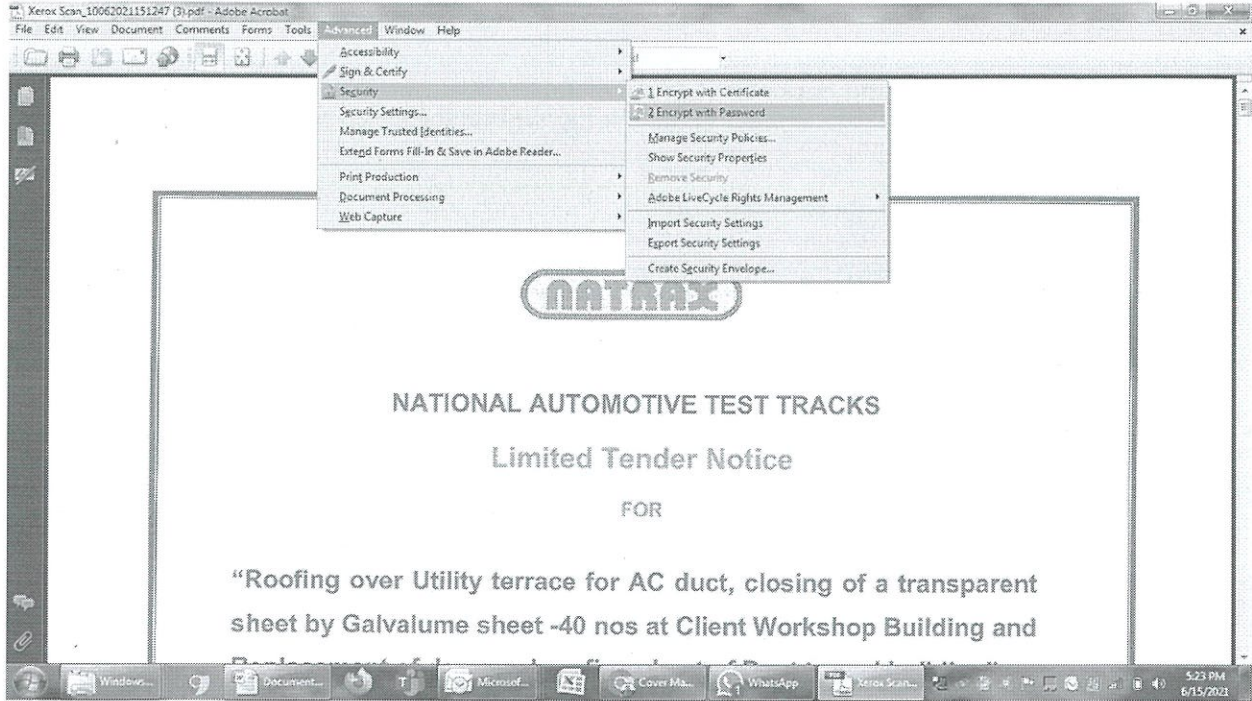 Xerox Scan_10062021151247 (3).pdf - Adobe Acrobat
File Edit View Document Comments Forms Tools Advanced Window Help
Accessibility
Sign & Certify
Security
Security Settings...
Manage Trusted Identities...
Extend Forms Fill-In & Save in Adobe Reader...
Print Production
Document Processing
Web Capture
1 Encrypt with Certificate
2 Encrypt with Password
Manage Security Policies...
Show Security Properties
Remove Security
Adobe LiveCycle Rights Management
Import Security Settings
Export Security Settings
Create Security Envelope...
NATRAX
NATIONAL AUTOMOTIVE TEST TRACKS
Limited Tender Notice
FOR
“Roofing over Utility terrace for AC duct, closing of a transparent
sheet by Galvalume sheet -40 nos at Client Workshop Building and
Windows... Document... Microsof... Cover Ma... WhatsApp Xerox Scan... 5:23 PM
6/15/2021